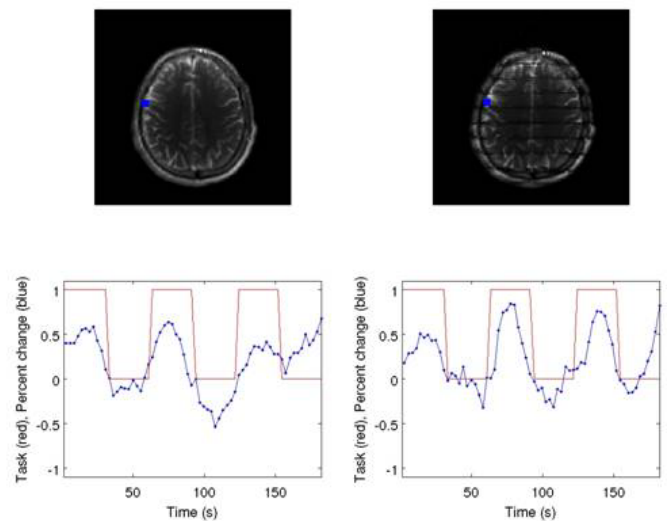 Task (red), Percent change (blue)
1
0.5
0
-0.5
-1
50 100 150
Time (s)
Task (red), Percent change (blue)
1
0.5
0
-0.5
-1
50 100 150
Time (s)